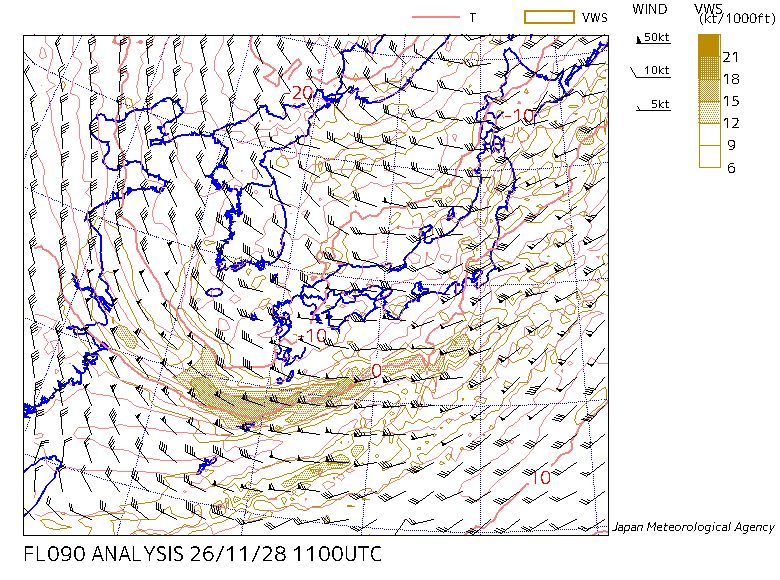 T VWS WIND VWS
(kt/1000ft)
50kt
10kt
5kt
21
18
15
12
9
6
-20
-10
-10
0
10
Japan Meteorological Agency
FL090 ANALYSIS 26/11/28 1100UTC